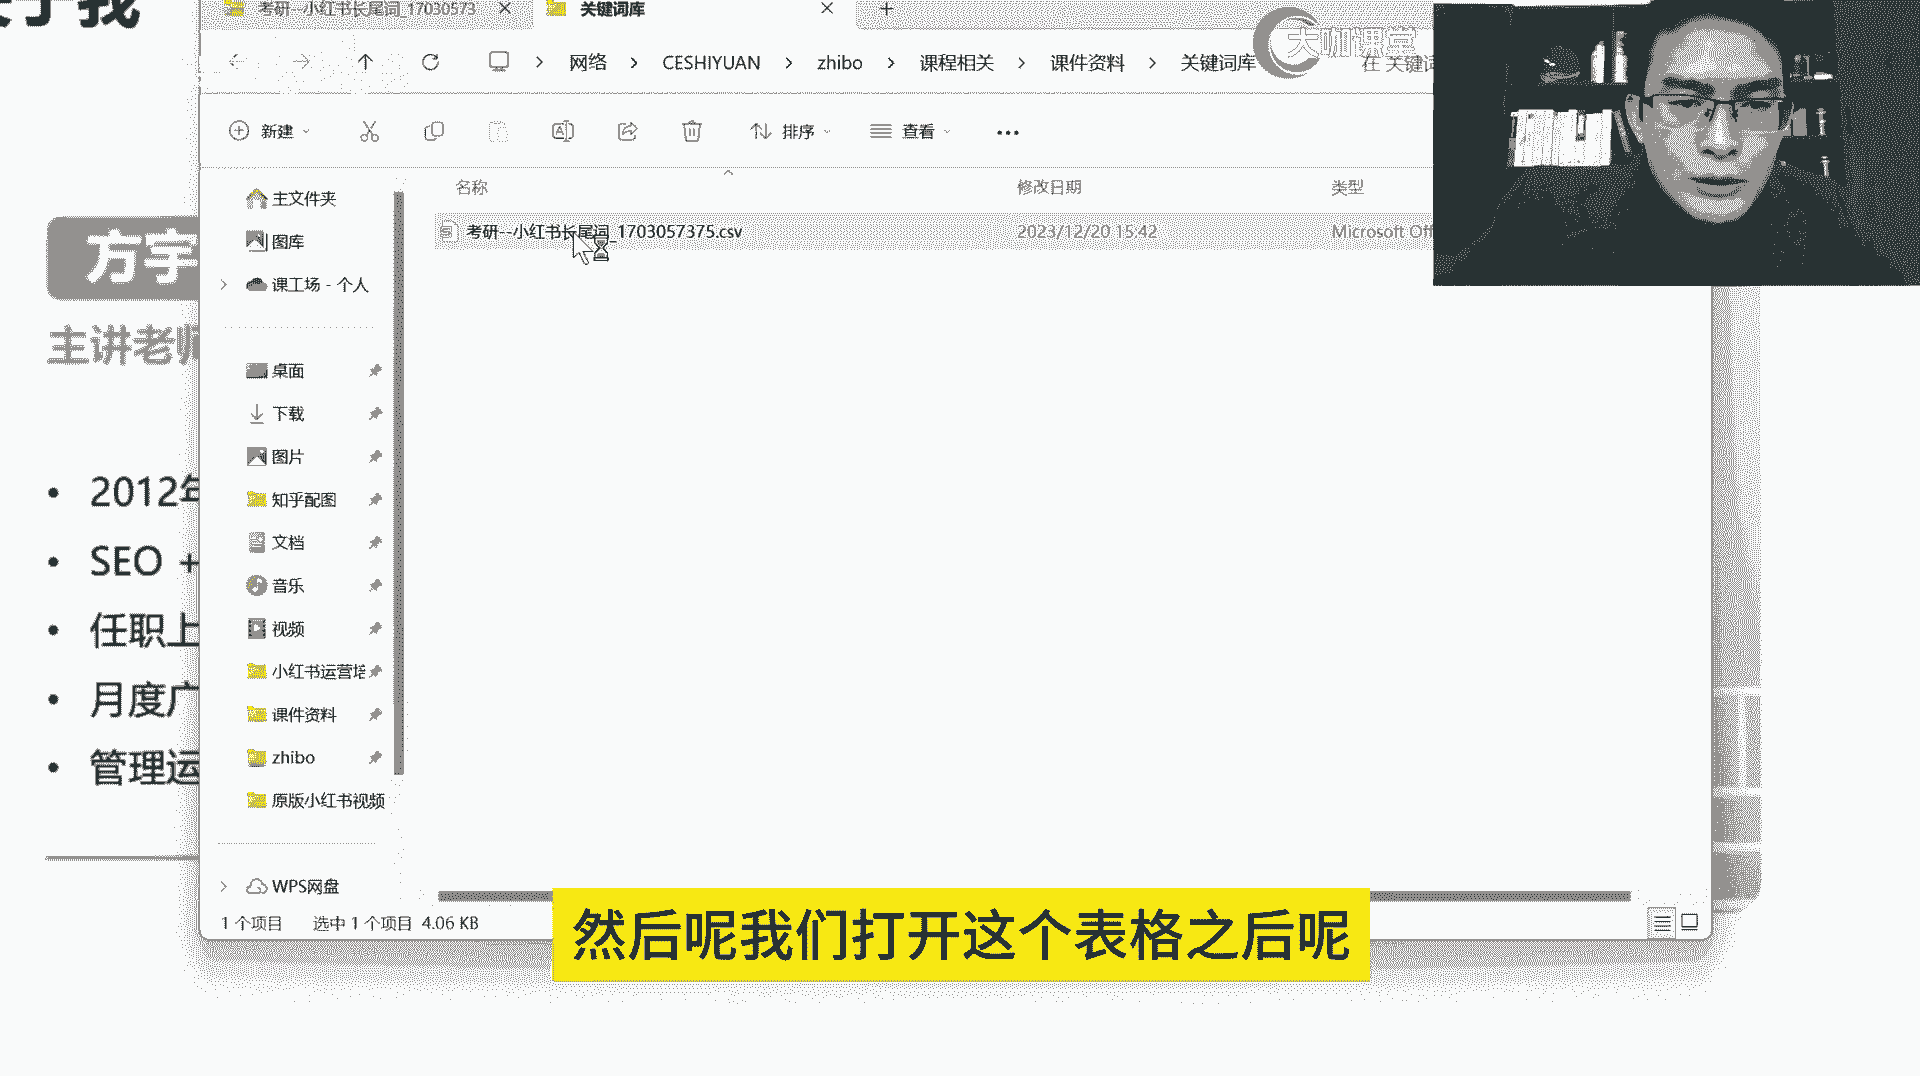 考研--小红书长尾词_17030573
关键词库
网络 > CESHIYUAN > zhibo > 课程相关 > 课件资料 > 关键词库
大咖课堂
在 关键词
新建
排序
查看
名称
修改日期
类型
考研--小红书长尾词_1703057375.csv
2023/12/20 15:42
Microsoft Off
主文件夹
图库
课工场 - 个人
桌面
下载
图片
知乎配图
文档
音乐
视频
小红书运营培
课件资料
zhibo
原版小红书视频
WPS网盘
1 个项目
选中 1 个项目 4.06 KB
方宇
主讲老师
• 2012年
• SEO +
• 任职上
• 月度广
• 管理运
然后呢我们打开这个表格之后呢